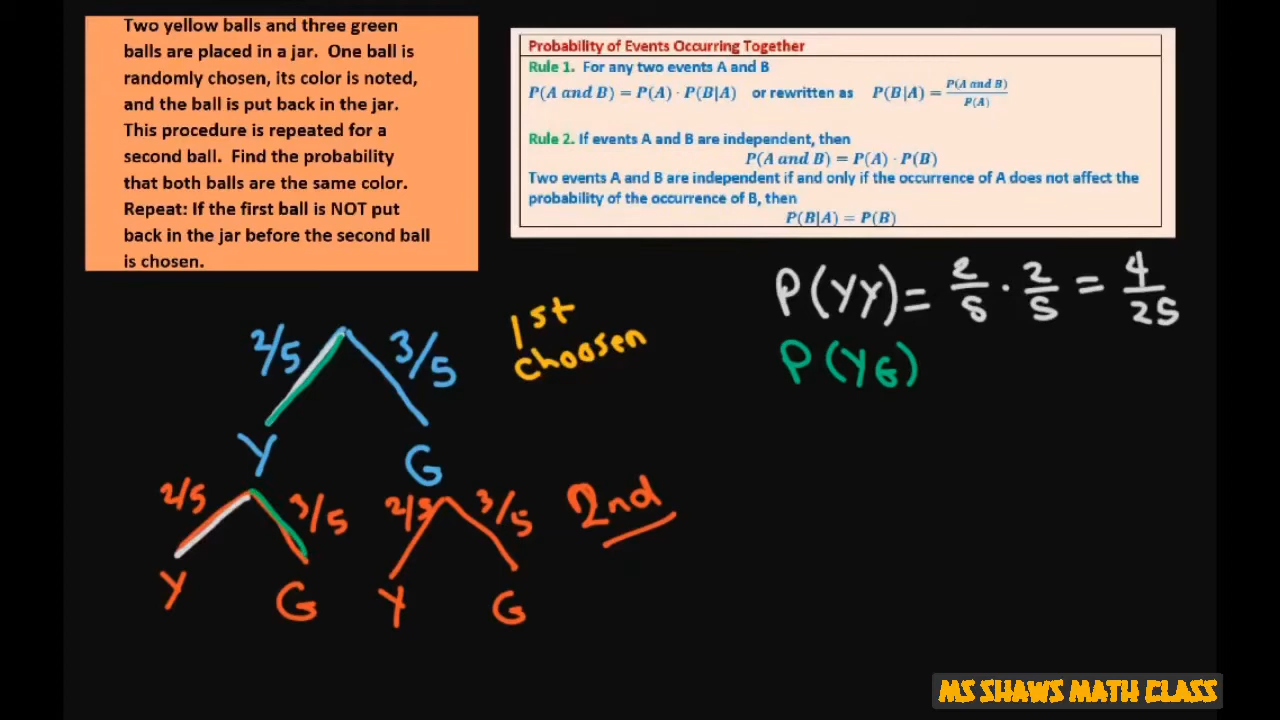 Two yellow balls and three green
balls are placed in a jar. One ball is
randomly chosen, its color is noted,
and the ball is put back in the jar.
This procedure is repeated for a
second ball. Find the probability
that both balls are the same color.
Repeat: If the first ball is NOT put
back in the jar before the second ball
is chosen.
Probability of Events Occurring Together
Rule 1. For any two events A and B
P(A and B) = P(A) · P(B|A) or rewritten as P(B|A) = P(A and B)/P(A)
Rule 2. If events A and B are independent, then
P(A and B) = P(A) · P(B)
Two events A and B are independent if and only if the occurrence of A does not affect the
probability of the occurrence of B, then
P(B|A) = P(B)
P(YY) = 2/5 · 2/5 = 4/25
P(YG)
1st
choosen
2/5 3/5
Y G
2/5 3/5 2/5 3/5 2nd
Y G Y G
MS SHAWS MATH CLASS